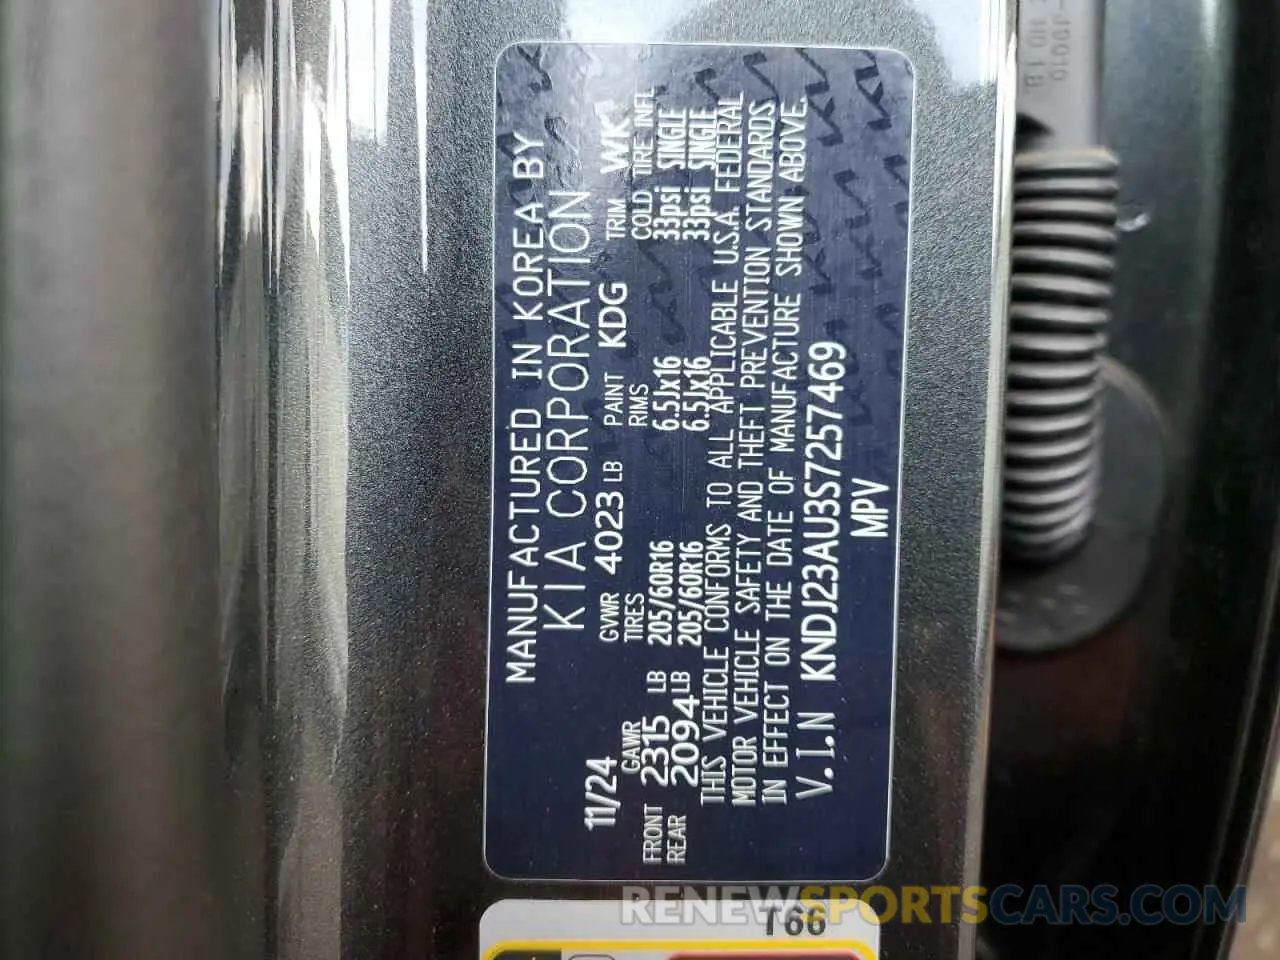 MANUFACTURED IN KOREA BY
KIA CORPORATION
11/24 GVWR 4023 LB PAINT KDG TRIM WK
GAWR TIRES RIMS COLD TIRE INFL
FRONT 2315 LB 205/60R16 6.5Jx16 33psi SINGLE
REAR 2094 LB 205/60R16 6.5Jx16 33psi SINGLE
THIS VEHICLE CONFORMS TO ALL APPLICABLE U.S.A. FEDERAL
MOTOR VEHICLE SAFETY AND THEFT PREVENTION STANDARDS
IN EFFECT ON THE DATE OF MANUFACTURE SHOWN ABOVE.
V.I.N KNDJ23AU3S7257469
MPV
T66
RENEWSPORTSCARS.COM